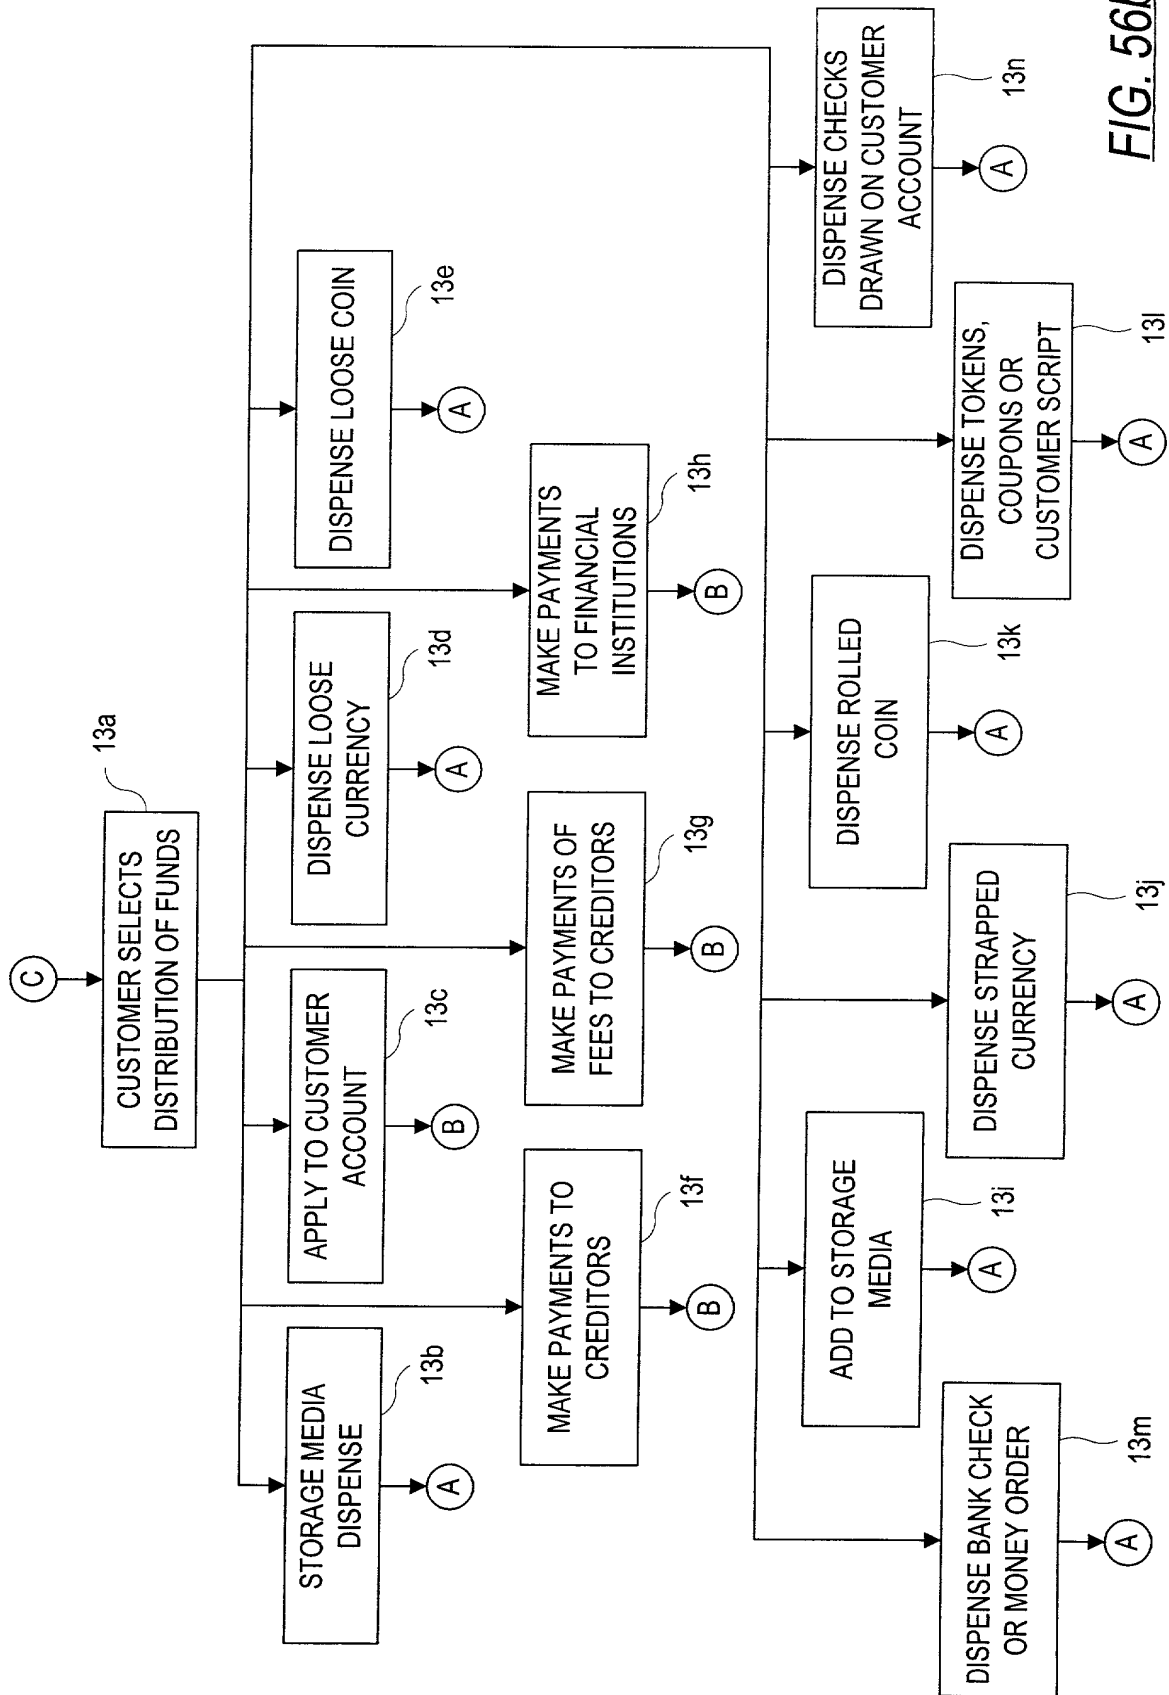 C
CUSTOMER SELECTS
DISTRIBUTION OF FUNDS
13a
STORAGE MEDIA
DISPENSE
13b
A
APPLY TO CUSTOMER
ACCOUNT
13c
B
DISPENSE LOOSE
CURRENCY
13d
A
DISPENSE LOOSE COIN
13e
A
MAKE PAYMENTS TO
CREDITORS
13f
B
MAKE PAYMENTS OF
FEES TO CREDITORS
13g
B
MAKE PAYMENTS
TO FINANCIAL
INSTITUTIONS
13h
B
ADD TO STORAGE
MEDIA
13i
A
DISPENSE ROLLED
COIN
13k
A
DISPENSE CHECKS
DRAWN ON CUSTOMER
ACCOUNT
13n
A
DISPENSE BANK CHECK
OR MONEY ORDER
13m
A
DISPENSE STRAPPED
CURRENCY
13j
A
DISPENSE TOKENS,
COUPONS OR
CUSTOMER SCRIPT
13l
A
FIG. 56b